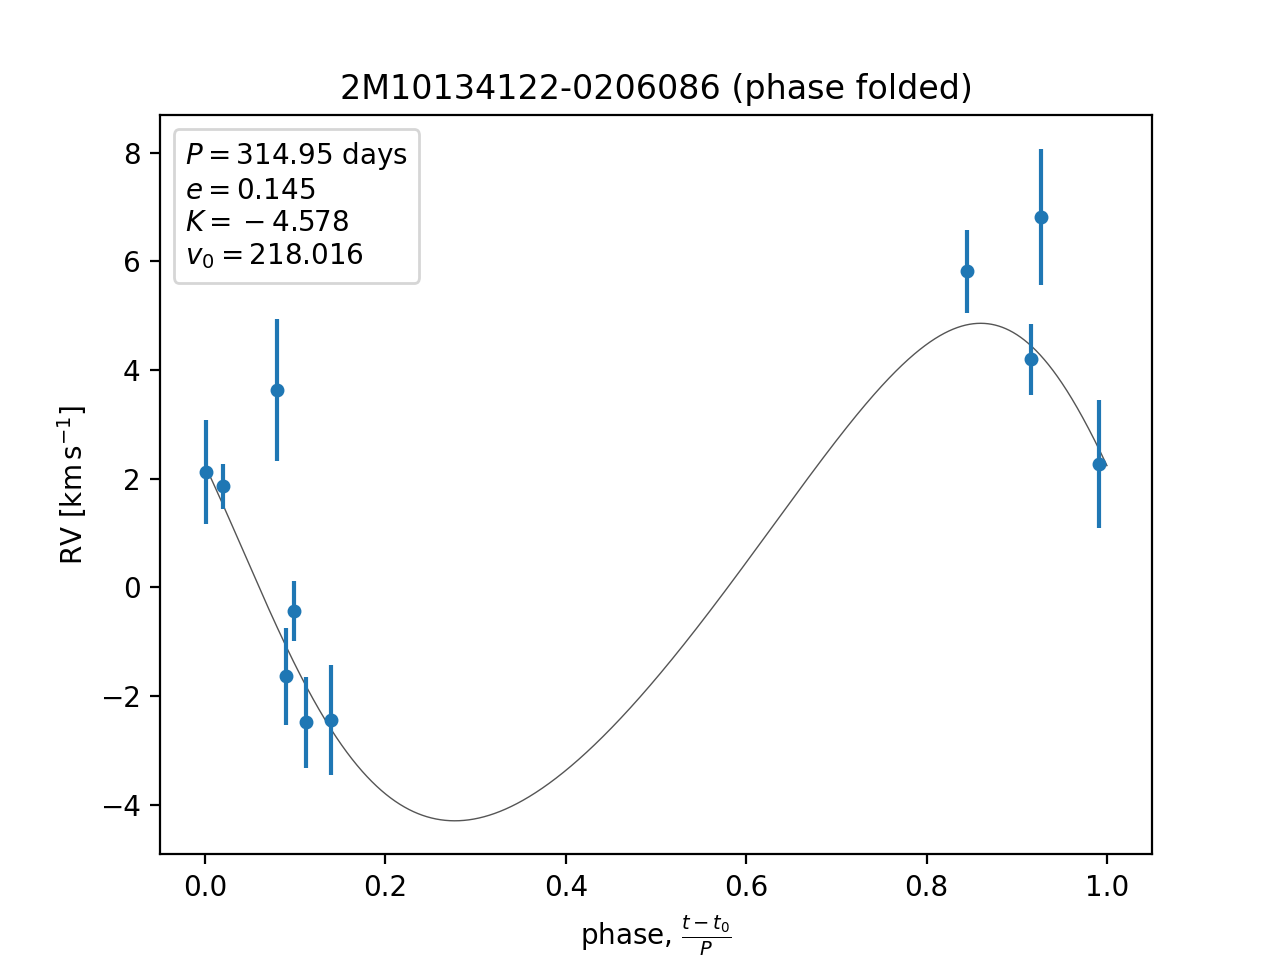 2M10134122-0206086 (phase folded)
P = 314.95 days
e = 0.145
K = −4.578
v₀ = 218.016
8
6
4
2
0
−2
−4
RV [km s⁻¹]
0.0 0.2 0.4 0.6 0.8 1.0
phase, (t − t₀)/P